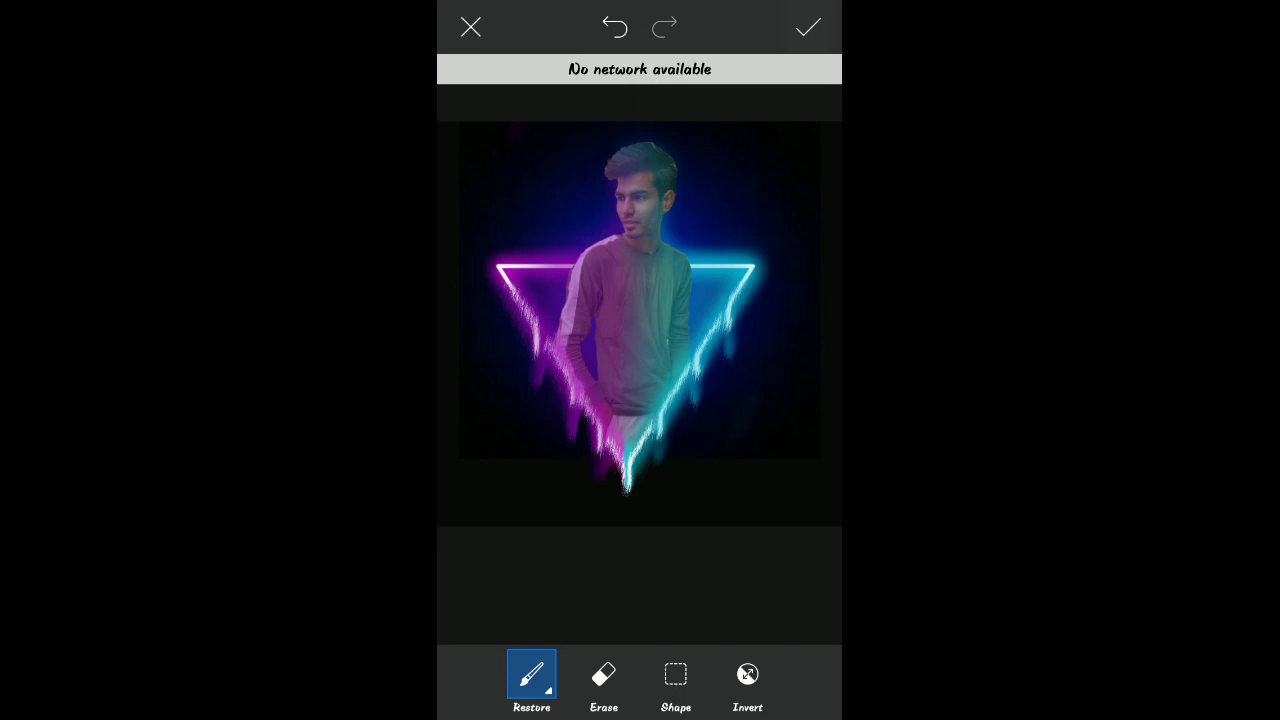 No network available
Restore
Erase
Shape
Invert